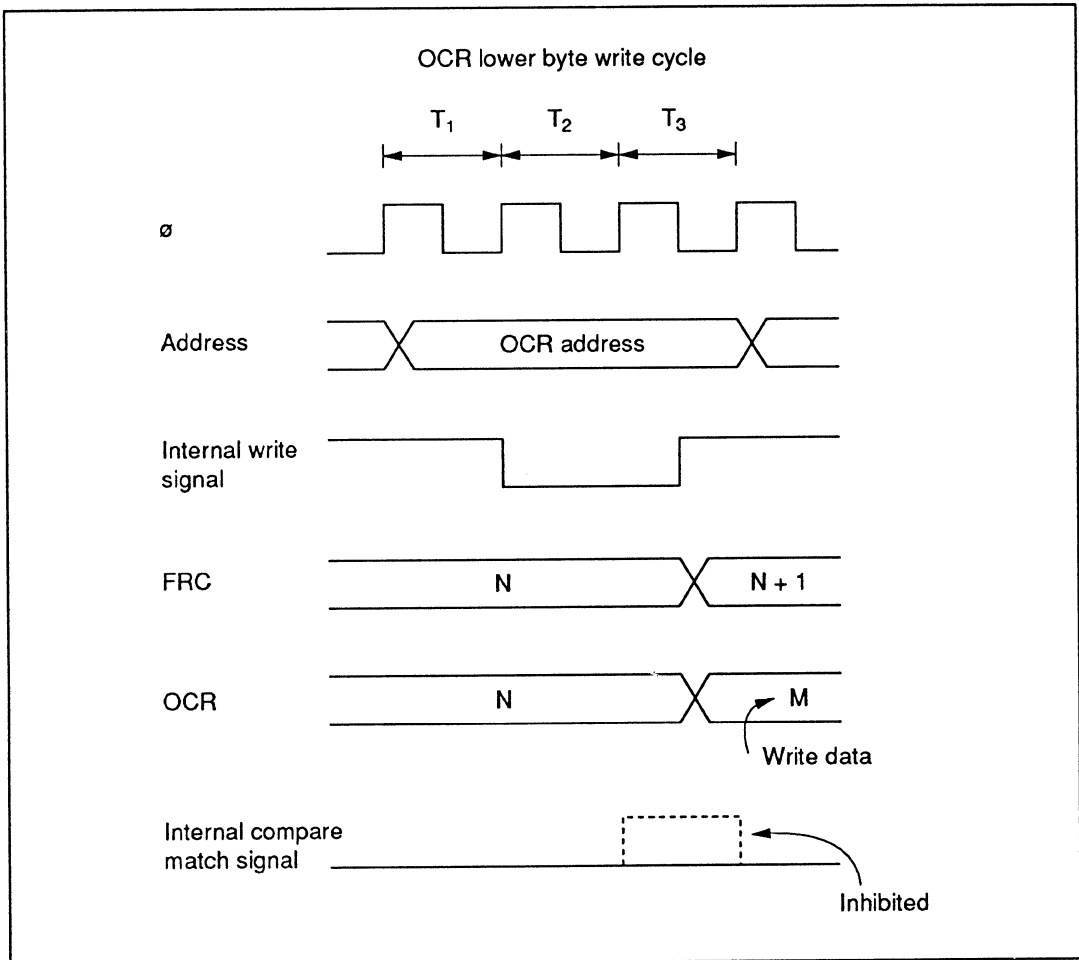 OCR lower byte write cycle
T₁ T₂ T₃
ø
Address
OCR address
Internal write
signal
FRC
N
N + 1
OCR
N
M
Write data
Internal compare
match signal
Inhibited